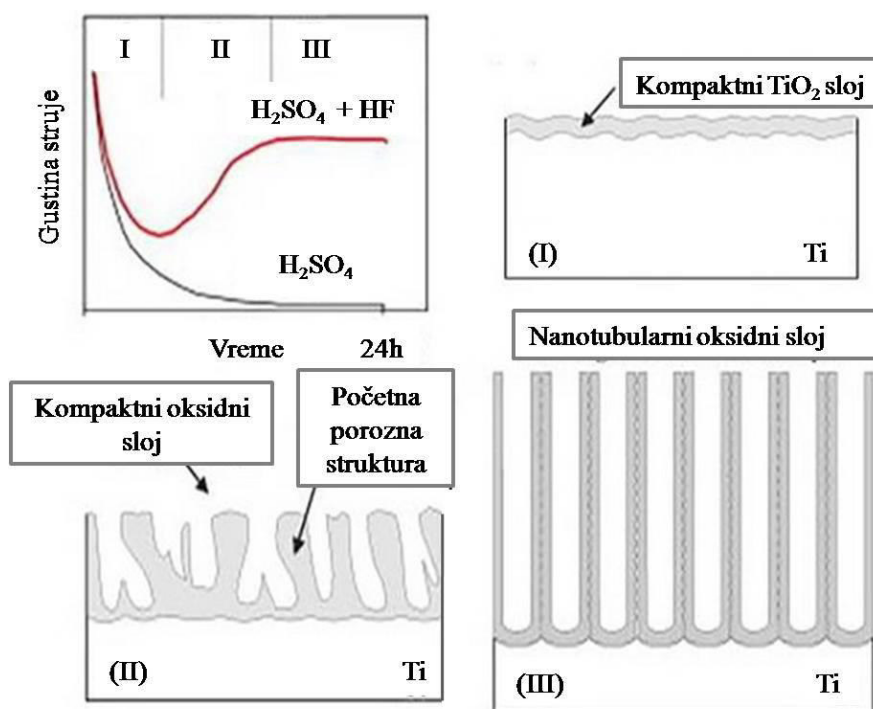 I II III
H₂SO₄ + HF
H₂SO₄
Gustina struje
Vreme 24h
Kompaktni TiO₂ sloj
(I) Ti
Kompaktni oksidni
sloj
Početna
porozna
struktura
(II) Ti
Nanotubularni oksidni sloj
(III) Ti